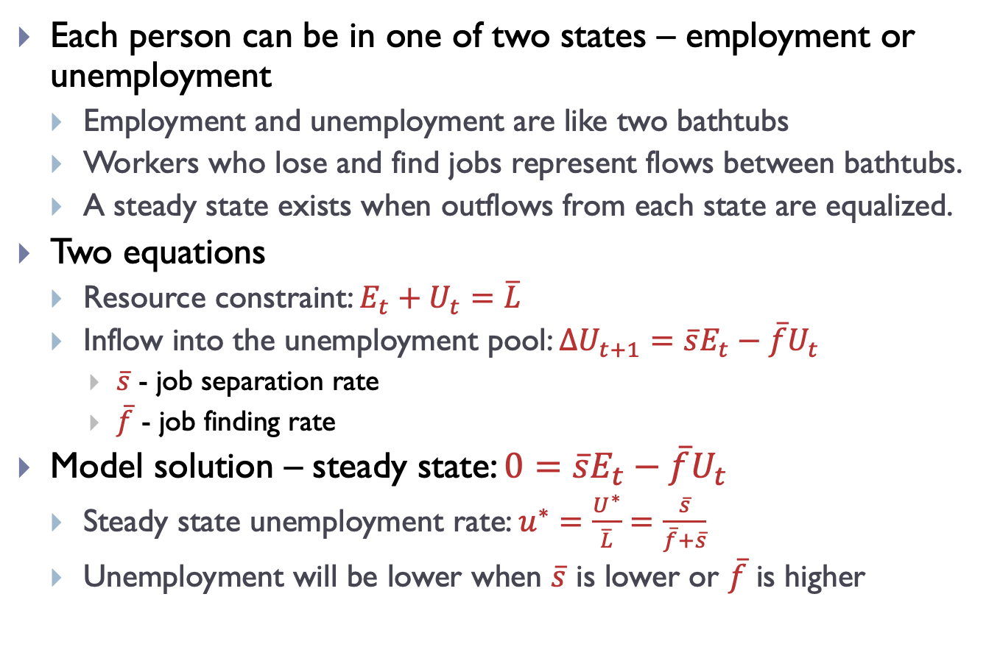 Each person can be in one of two states – employment or
unemployment
Employment and unemployment are like two bathtubs
Workers who lose and find jobs represent flows between bathtubs.
A steady state exists when outflows from each state are equalized.
Two equations
Resource constraint: $E_t + U_t = \bar{L}$
Inflow into the unemployment pool: $\Delta U_{t+1} = \bar{s}E_t - \bar{f}U_t$
$\bar{s}$ - job separation rate
$\bar{f}$ - job finding rate
Model solution – steady state: $0 = \bar{s}E_t - \bar{f}U_t$
Steady state unemployment rate: $u^* = \frac{U^*}{\bar{L}} = \frac{\bar{s}}{\bar{f}+\bar{s}}$
Unemployment will be lower when $\bar{s}$ is lower or $\bar{f}$ is higher